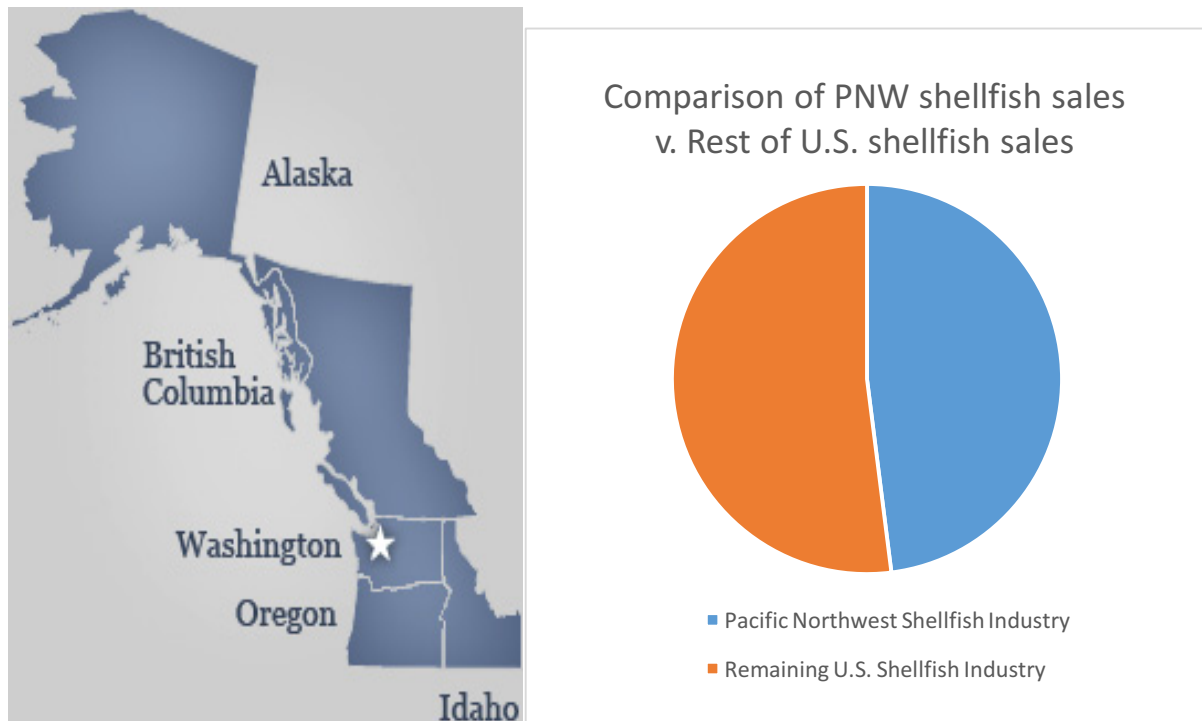 Alaska
British
Columbia
Washington
Oregon
Idaho
Comparison of PNW shellfish sales
v. Rest of U.S. shellfish sales
Pacific Northwest Shellfish Industry
Remaining U.S. Shellfish Industry